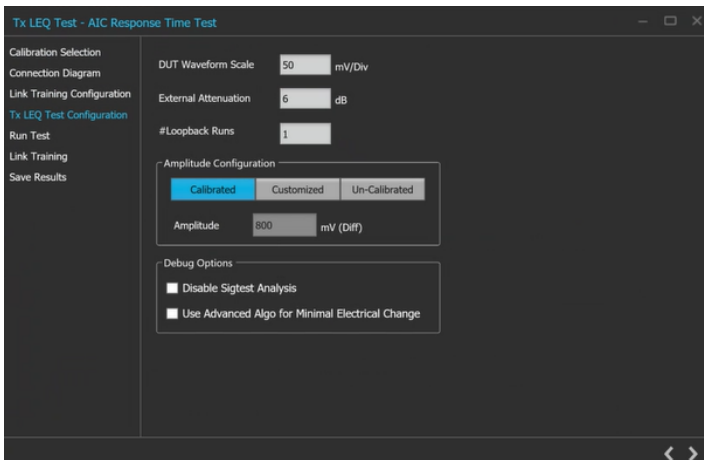 Tx LEQ Test - AIC Response Time Test
Calibration Selection
Connection Diagram
Link Training Configuration
Tx LEQ Test Configuration
Run Test
Link Training
Save Results
DUT Waveform Scale 50 mV/Div
External Attenuation 6 dB
#Loopback Runs 1
Amplitude Configuration
Calibrated Customized Un-Calibrated
Amplitude 800 mV (Diff)
Debug Options
Disable Sigtest Analysis
Use Advanced Algo for Minimal Electrical Change